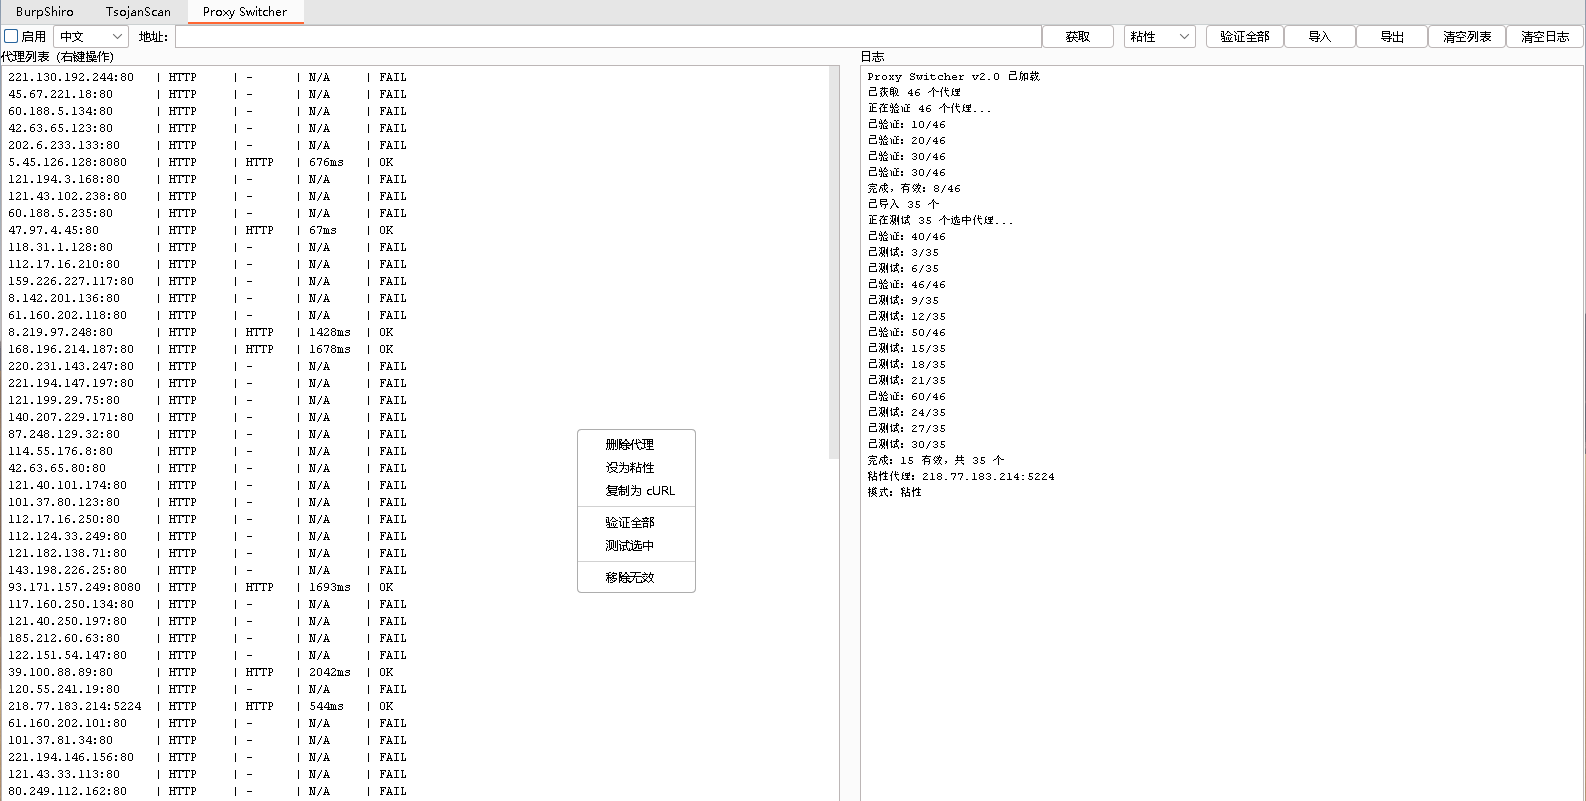 BurpShiro TsojanScan Proxy Switcher
启用 中文 地址: 获取 粘性 验证全部 导入 导出 清空列表 清空日志
代理列表 (右键操作)
221.130.192.244:80 | HTTP | - | N/A | FAIL
45.67.221.18:80 | HTTP | - | N/A | FAIL
60.188.5.134:80 | HTTP | - | N/A | FAIL
42.63.65.123:80 | HTTP | - | N/A | FAIL
202.6.233.133:80 | HTTP | - | N/A | FAIL
5.45.126.128:8080 | HTTP | HTTP | 676ms | OK
121.194.3.168:80 | HTTP | - | N/A | FAIL
121.43.102.238:80 | HTTP | - | N/A | FAIL
60.188.5.235:80 | HTTP | - | N/A | FAIL
47.97.4.45:80 | HTTP | HTTP | 67ms | OK
118.31.1.128:80 | HTTP | - | N/A | FAIL
112.17.16.210:80 | HTTP | - | N/A | FAIL
159.226.227.117:80 | HTTP | - | N/A | FAIL
8.142.201.136:80 | HTTP | - | N/A | FAIL
61.160.202.118:80 | HTTP | - | N/A | FAIL
8.219.97.248:80 | HTTP | HTTP | 1428ms | OK
168.196.214.187:80 | HTTP | HTTP | 1678ms | OK
220.231.143.247:80 | HTTP | - | N/A | FAIL
221.194.147.197:80 | HTTP | - | N/A | FAIL
121.199.29.75:80 | HTTP | - | N/A | FAIL
140.207.229.171:80 | HTTP | - | N/A | FAIL
87.248.129.32:80 | HTTP | - | N/A | FAIL
114.55.176.8:80 | HTTP | - | N/A | FAIL
42.63.65.80:80 | HTTP | - | N/A | FAIL
121.40.101.174:80 | HTTP | - | N/A | FAIL
101.37.80.123:80 | HTTP | - | N/A | FAIL
112.17.16.250:80 | HTTP | - | N/A | FAIL
112.124.33.249:80 | HTTP | - | N/A | FAIL
121.182.138.71:80 | HTTP | - | N/A | FAIL
143.198.226.25:80 | HTTP | - | N/A | FAIL
93.171.157.249:8080 | HTTP | HTTP | 1693ms | OK
117.160.250.134:80 | HTTP | - | N/A | FAIL
121.40.250.197:80 | HTTP | - | N/A | FAIL
185.212.60.63:80 | HTTP | - | N/A | FAIL
122.151.54.147:80 | HTTP | - | N/A | FAIL
39.100.88.89:80 | HTTP | HTTP | 2042ms | OK
120.55.241.19:80 | HTTP | - | N/A | FAIL
218.77.183.214:5224 | HTTP | HTTP | 544ms | OK
61.160.202.101:80 | HTTP | - | N/A | FAIL
101.37.81.34:80 | HTTP | - | N/A | FAIL
221.194.146.156:80 | HTTP | - | N/A | FAIL
121.43.33.113:80 | HTTP | - | N/A | FAIL
80.249.112.162:80 | HTTP | - | N/A | FAIL
删除代理
设为粘性
复制为 cURL
验证全部
测试选中
移除无效
日志
Proxy Switcher v2.0 已加载
已获取 46 个代理
正在验证 46 个代理...
已验证: 10/46
已验证: 20/46
已验证: 30/46
已验证: 30/46
完成，有效: 8/46
已导入 35 个
正在测试 35 个选中代理...
已验证: 40/46
已测试: 3/35
已测试: 6/35
已验证: 46/46
已测试: 9/35
已测试: 12/35
已验证: 50/46
已测试: 15/35
已测试: 18/35
已测试: 21/35
已验证: 60/46
已测试: 24/35
已测试: 27/35
已测试: 30/35
完成: 15 有效，共 35 个
粘性代理: 218.77.183.214:5224
模式: 粘性